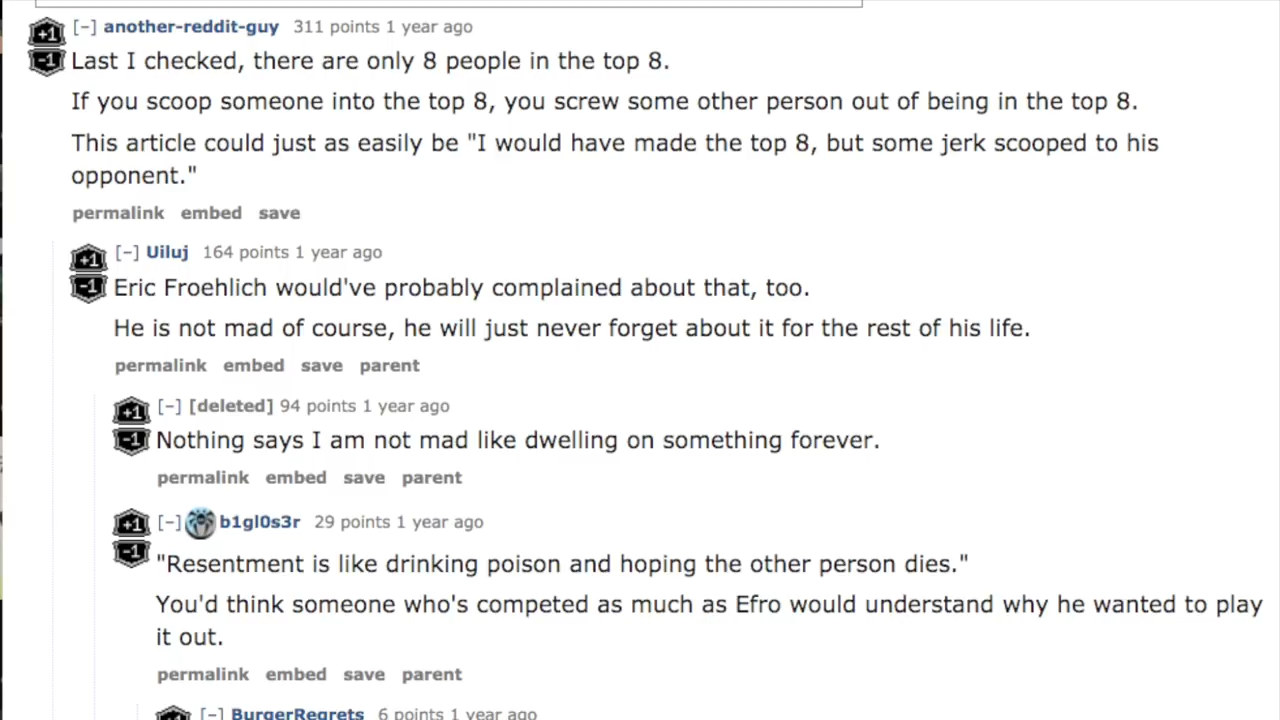 +1 [−] another-reddit-guy 311 points 1 year ago
-1 Last I checked, there are only 8 people in the top 8.
If you scoop someone into the top 8, you screw some other person out of being in the top 8.
This article could just as easily be "I would have made the top 8, but some jerk scooped to his
opponent."
permalink embed save
+1 [−] Uiluj 164 points 1 year ago
-1 Eric Froehlich would've probably complained about that, too.
He is not mad of course, he will just never forget about it for the rest of his life.
permalink embed save parent
+1 [−] [deleted] 94 points 1 year ago
-1 Nothing says I am not mad like dwelling on something forever.
permalink embed save parent
+1 [−] b1gl0s3r 29 points 1 year ago
-1 "Resentment is like drinking poison and hoping the other person dies."
You'd think someone who's competed as much as Efro would understand why he wanted to play
it out.
permalink embed save parent
[−] BurgerRegrets 6 points 1 year ago